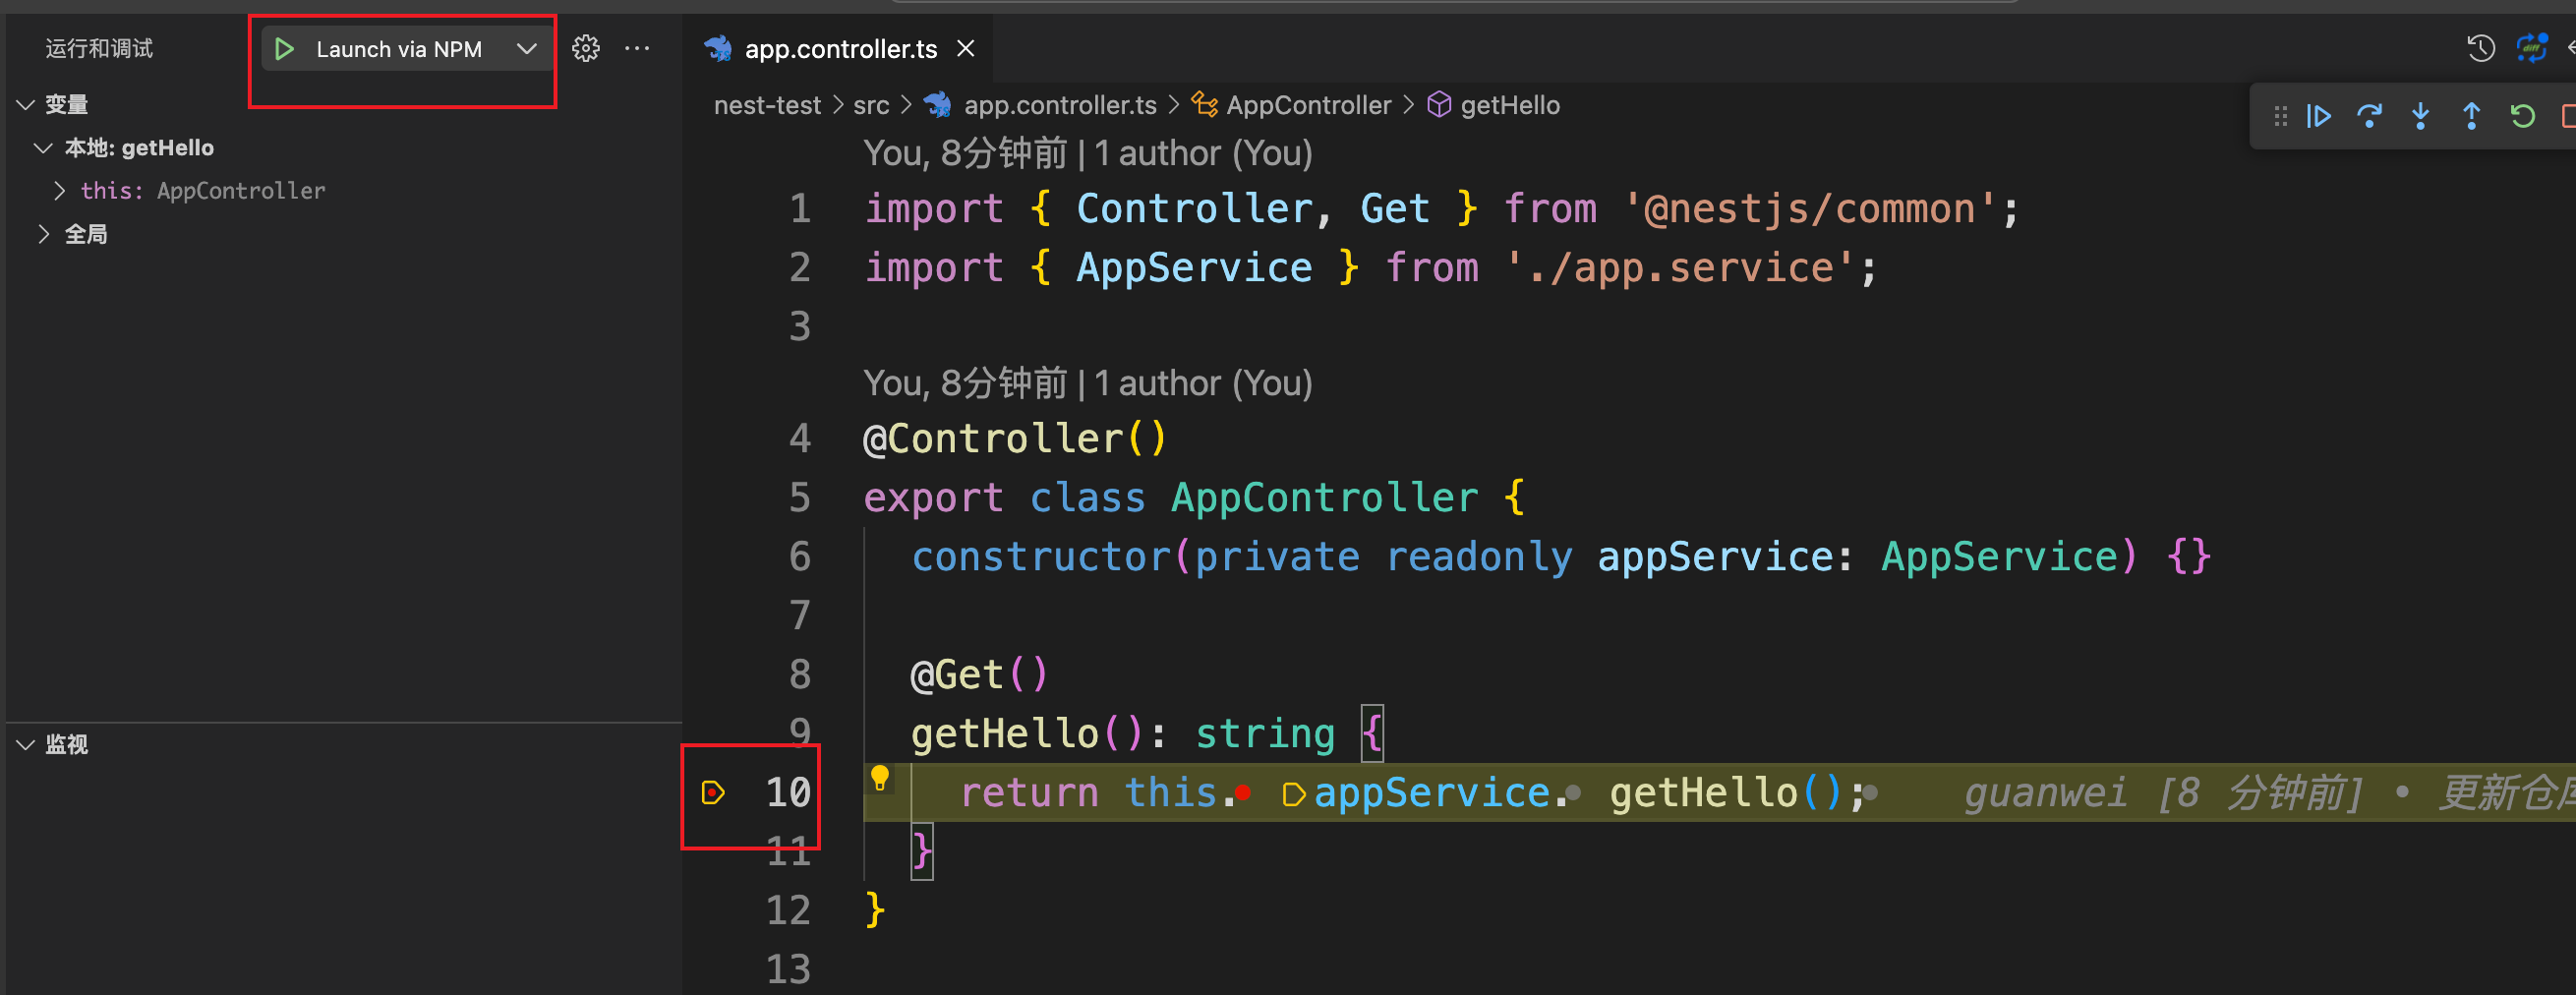 运行和调试
Launch via NPM
变量
本地: getHello
this: AppController
全局
监视
app.controller.ts
diff
nest-test > src > app.controller.ts > AppController > getHello
You, 8分钟前 | 1 author (You)
1 import { Controller, Get } from '@nestjs/common';
2 import { AppService } from './app.service';
3
You, 8分钟前 | 1 author (You)
4 @Controller()
5 export class AppController {
6 constructor(private readonly appService: AppService) {}
7
8 @Get()
9 getHello(): string {
10 return this. appService. getHello(); guanwei [8 分钟前] • 更新仓
11 }
12 }
13